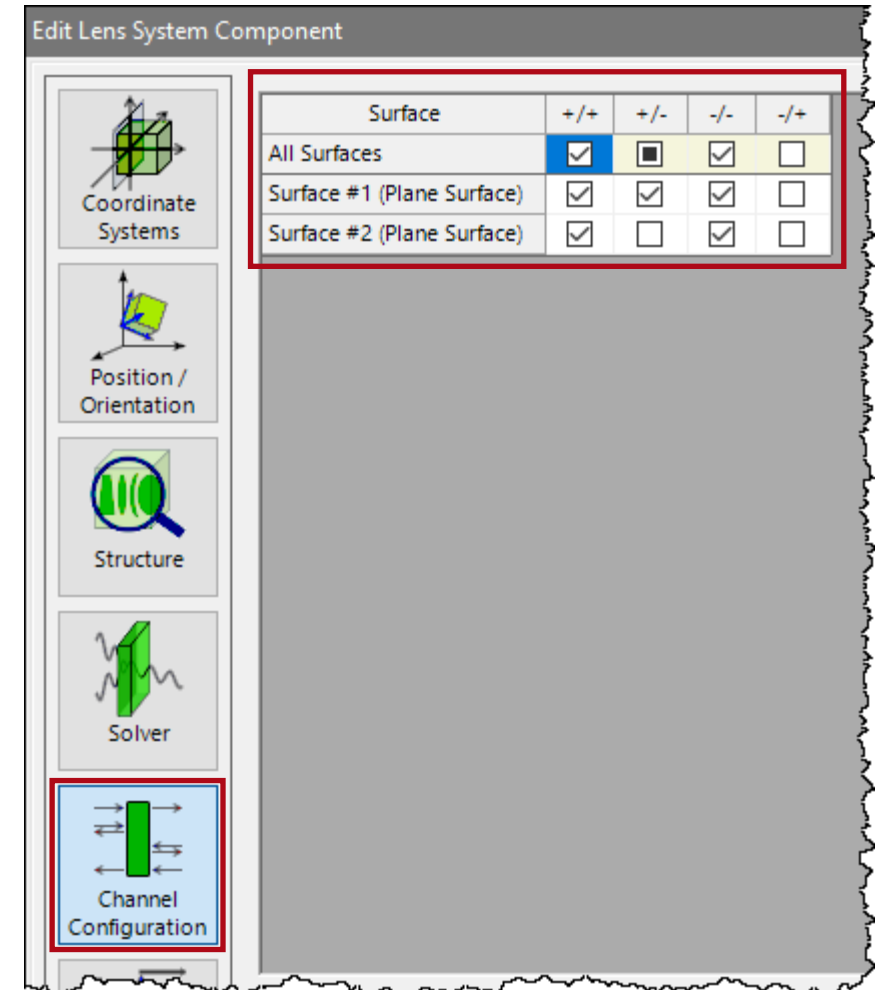 Edit Lens System Component
Surface +/+ +/- -/- -/+
All Surfaces
Surface #1 (Plane Surface)
Surface #2 (Plane Surface)
Coordinate
Systems
Position /
Orientation
Structure
Solver
Channel
Configuration